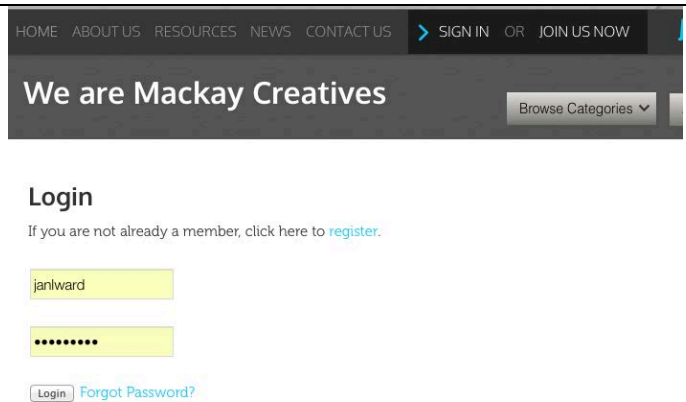 HOME ABOUT US RESOURCES NEWS CONTACT US SIGN IN OR JOIN US NOW
We are Mackay Creatives
Browse Categories
Login
If you are not already a member, click here to register.
janlward
•••••••••
Login Forgot Password?